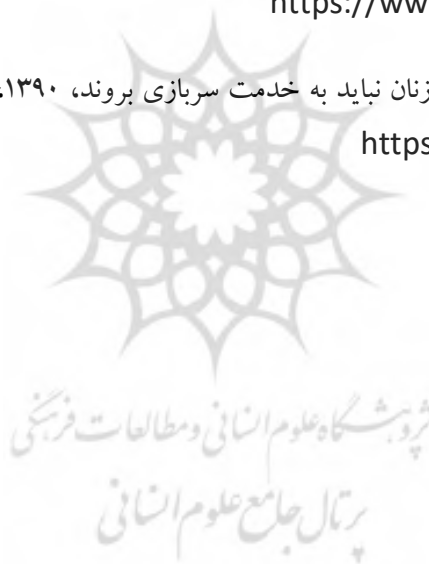 https://ww
زنان نباید به خدمت سربازی بروند، ۱۳۹۰
https
پژوهشگاه علوم انسانی و مطالعات فرهنگی
پرتال جامع علوم انسانی